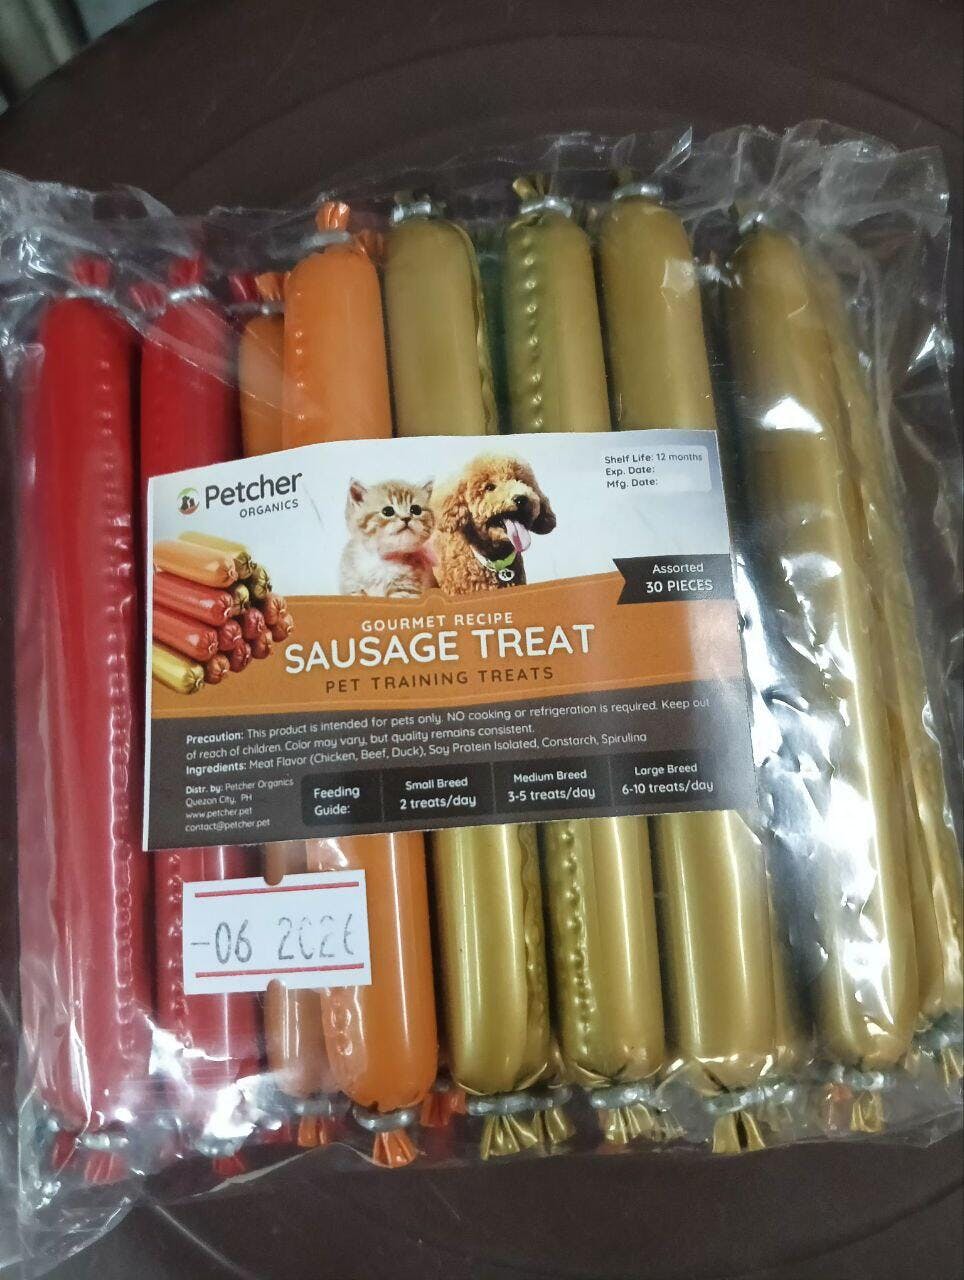 Petcher
ORGANICS
Shelf Life: 12 months
Exp. Date:
Mfg. Date:
Assorted
30 PIECES
GOURMET RECIPE
SAUSAGE TREAT
PET TRAINING TREATS
Precaution: This product is intended for pets only. NO cooking or refrigeration is required. Keep out
of reach of children. Color may vary, but quality remains consistent.
Ingredients: Meat Flavor (Chicken, Beef, Duck), Soy Protein Isolated, Constarch, Spirulina
Distr. by: Petcher Organics
Quezon City, PH
www.petcher.pet
contact@petcher.pet
Feeding
Guide:
Small Breed
2 treats/day
Medium Breed
3-5 treats/day
Large Breed
6-10 treats/day
-06 2026